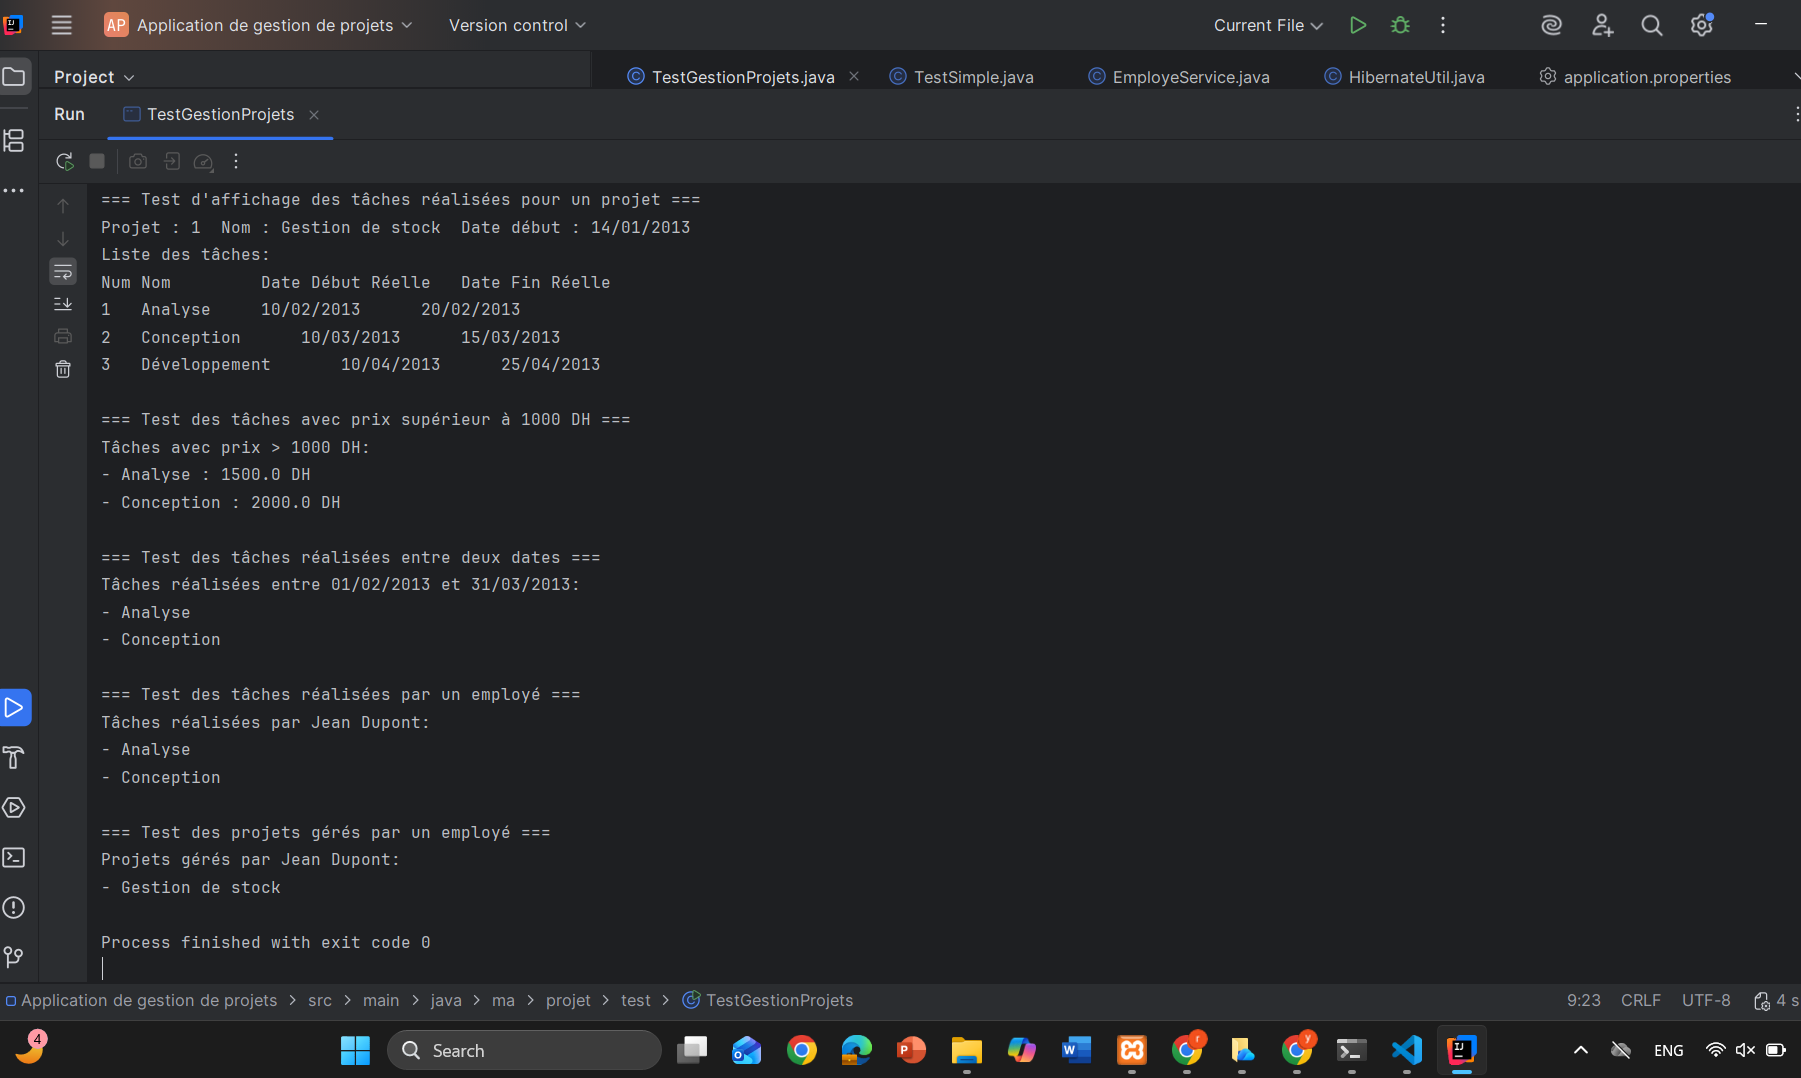 AP Application de gestion de projets Version control Current File
Project
TestGestionProjets.java TestSimple.java EmployeService.java HibernateUtil.java application.properties
Run TestGestionProjets
=== Test d'affichage des tâches réalisées pour un projet ===
Projet : 1  Nom : Gestion de stock  Date début : 14/01/2013
Liste des tâches:
Num Nom         Date Début Réelle   Date Fin Réelle
1   Analyse     10/02/2013      20/02/2013
2   Conception      10/03/2013      15/03/2013
3   Développement       10/04/2013      25/04/2013
=== Test des tâches avec prix supérieur à 1000 DH ===
Tâches avec prix > 1000 DH:
- Analyse : 1500.0 DH
- Conception : 2000.0 DH
=== Test des tâches réalisées entre deux dates ===
Tâches réalisées entre 01/02/2013 et 31/03/2013:
- Analyse
- Conception
=== Test des tâches réalisées par un employé ===
Tâches réalisées par Jean Dupont:
- Analyse
- Conception
=== Test des projets gérés par un employé ===
Projets gérés par Jean Dupont:
- Gestion de stock
Process finished with exit code 0
Application de gestion de projets > src > main > java > ma > projet > test > TestGestionProjets 9:23 CRLF UTF-8 4 s
4 Search ENG